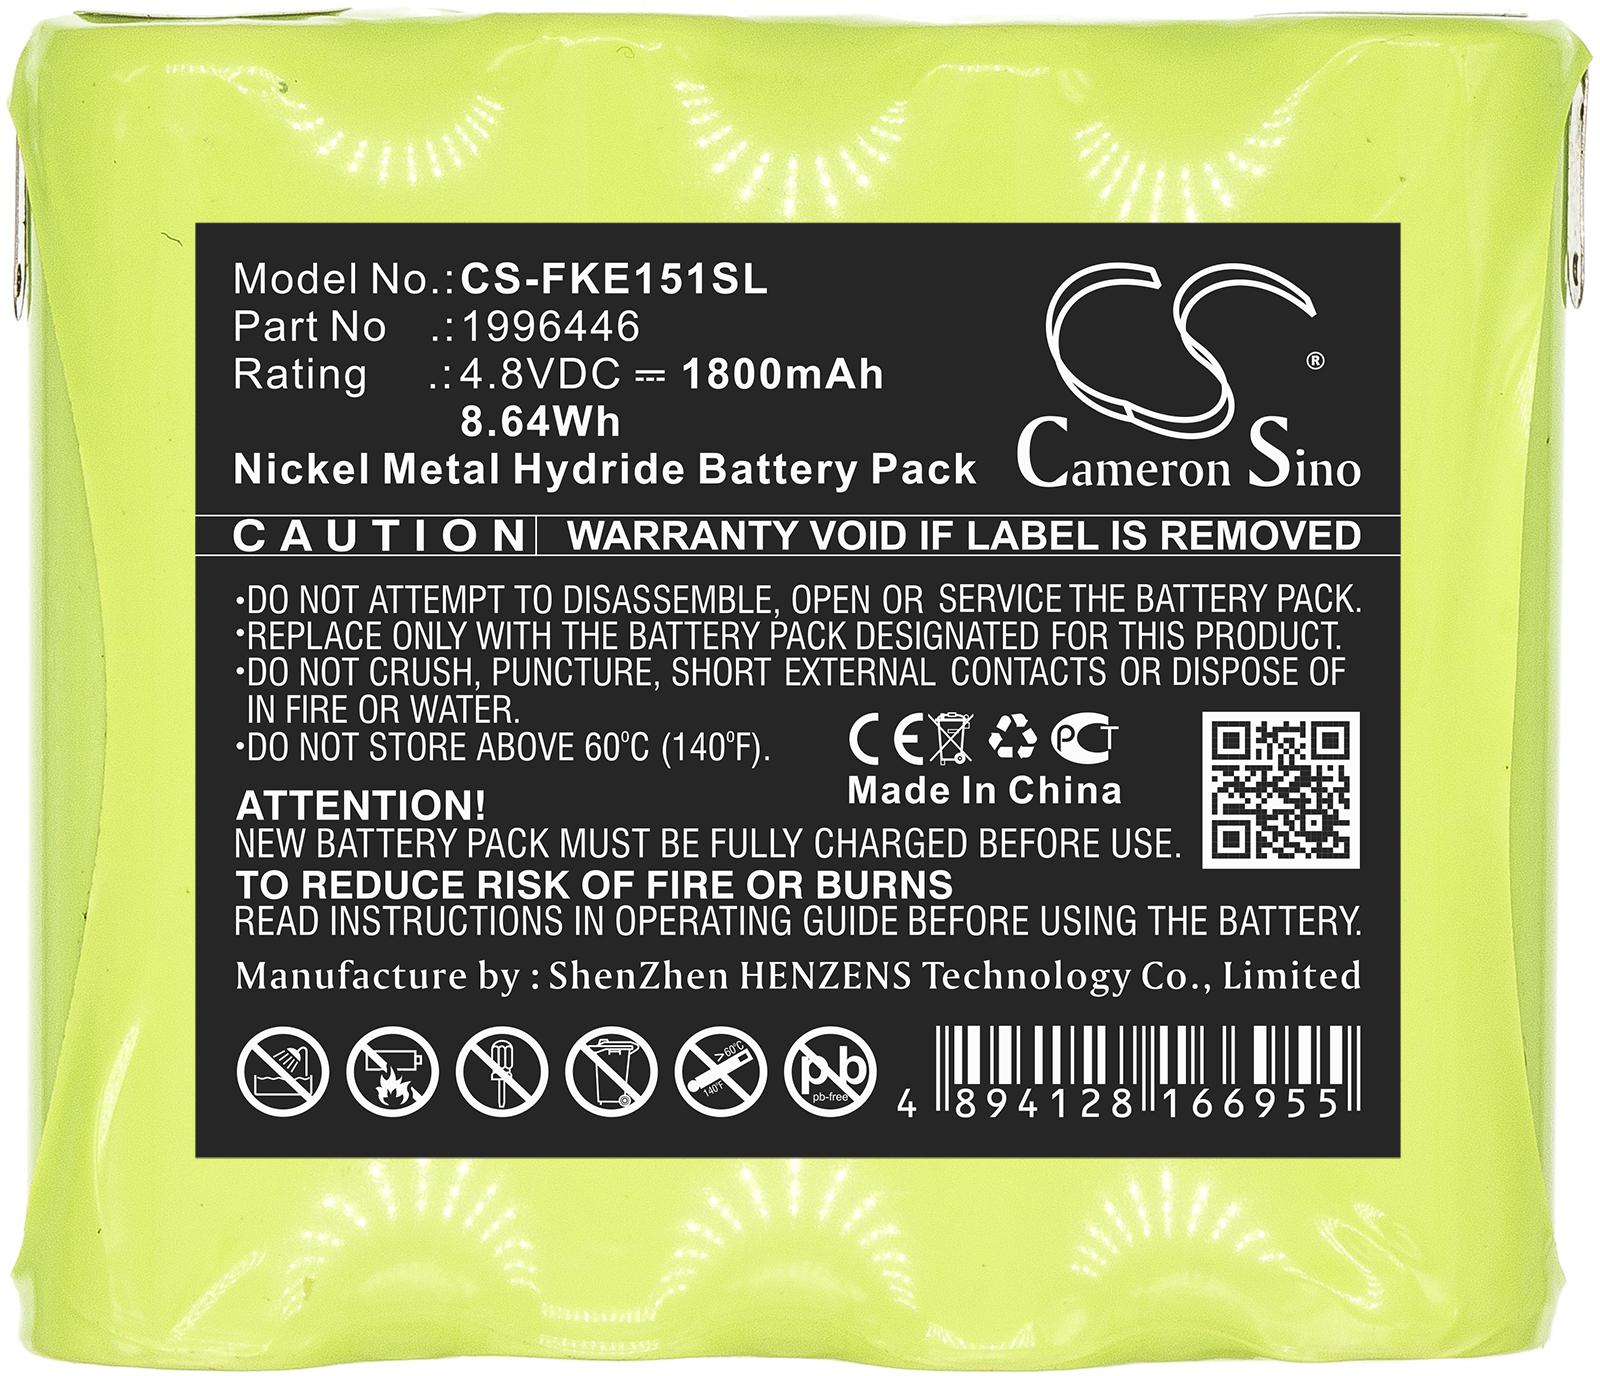 Model No.:CS-FKE151SL
Part No .:1996446
Rating .:4.8VDC ⎓ 1800mAh
8.64Wh
Nickel Metal Hydride Battery Pack
®
Cameron Sino
CAUTION WARRANTY VOID IF LABEL IS REMOVED
•DO NOT ATTEMPT TO DISASSEMBLE, OPEN OR SERVICE THE BATTERY PACK.
•REPLACE ONLY WITH THE BATTERY PACK DESIGNATED FOR THIS PRODUCT.
•DO NOT CRUSH, PUNCTURE, SHORT EXTERNAL CONTACTS OR DISPOSE OF
IN FIRE OR WATER.
•DO NOT STORE ABOVE 60°C (140°F).
CE PCT
Made In China
ATTENTION!
NEW BATTERY PACK MUST BE FULLY CHARGED BEFORE USE.
TO REDUCE RISK OF FIRE OR BURNS
READ INSTRUCTIONS IN OPERATING GUIDE BEFORE USING THE BATTERY.
Manufacture by : ShenZhen HENZENS Technology Co., Limited
>60°C
140°F
pb
pb-free
4 894128 166955